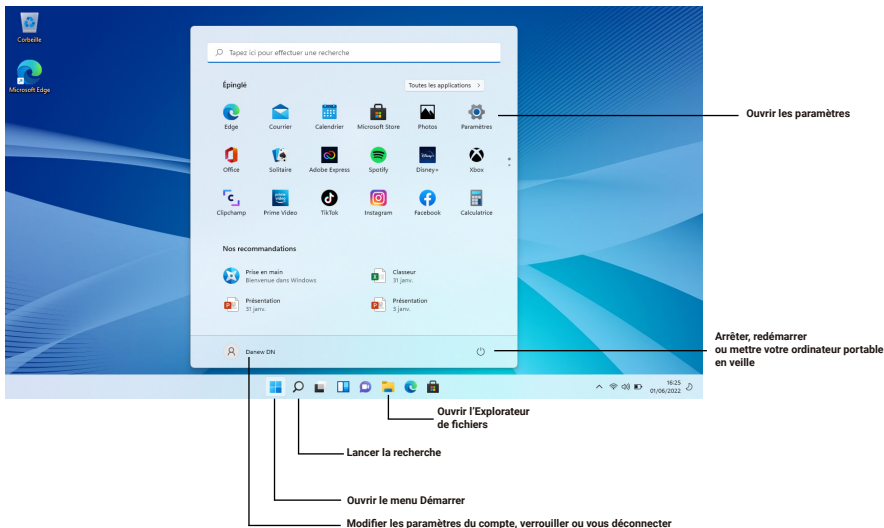 Corbeille
Microsoft Edge
Tapez ici pour effectuer une recherche
Épinglé
Toutes les applications >
Edge
Courrier
Calendrier
Microsoft Store
Photos
Paramètres
Office
Solitaire
Adobe Express
Spotify
Disney+
Xbox
Clipchamp
Prime Video
TikTok
Instagram
Facebook
Calculatrice
Nos recommandations
Prise en main
Bienvenue dans Windows
Classeur
31 janv.
Présentation
31 janv.
Présentation
3 janv.
Danew DN
16:25
01/06/2022
Ouvrir les paramètres
Arrêter, redémarrer
ou mettre votre ordinateur portable
en veille
Ouvrir l’Explorateur
de fichiers
Lancer la recherche
Ouvrir le menu Démarrer
Modifier les paramètres du compte, verrouiller ou vous déconnecter